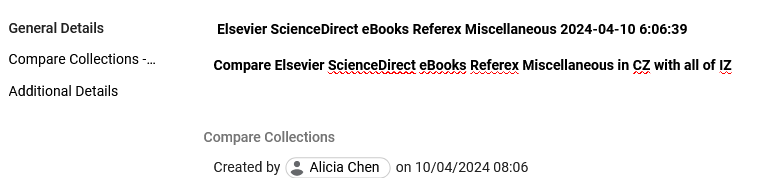 General Details
Elsevier ScienceDirect eBooks Referex Miscellaneous 2024-04-10 6:06:39
Compare Collections -...
Compare Elsevier ScienceDirect eBooks Referex Miscellaneous in CZ with all of IZ
Additional Details
Compare Collections
Created by Alicia Chen on 10/04/2024 08:06